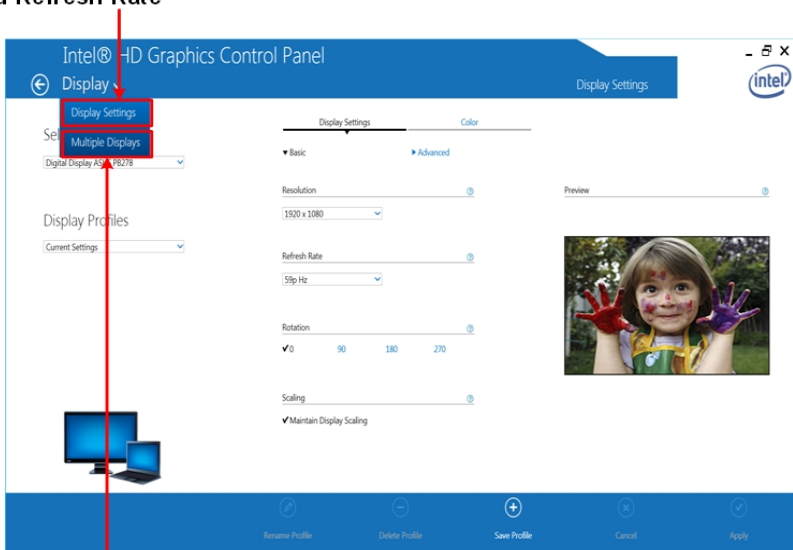 Refresh Rate
Intel® HD Graphics Control Panel
Display
Display Settings
intel
Display Settings
Multiple Displays
Digital Display PB278
Display Profiles
Current Settings
Display Settings
Color
Basic
Advanced
Resolution
1920 x 1080
Refresh Rate
59p Hz
Rotation
0 90 180 270
Scaling
Maintain Display Scaling
Preview
Rename Profile
Delete Profile
Save Profile
Cancel
Apply